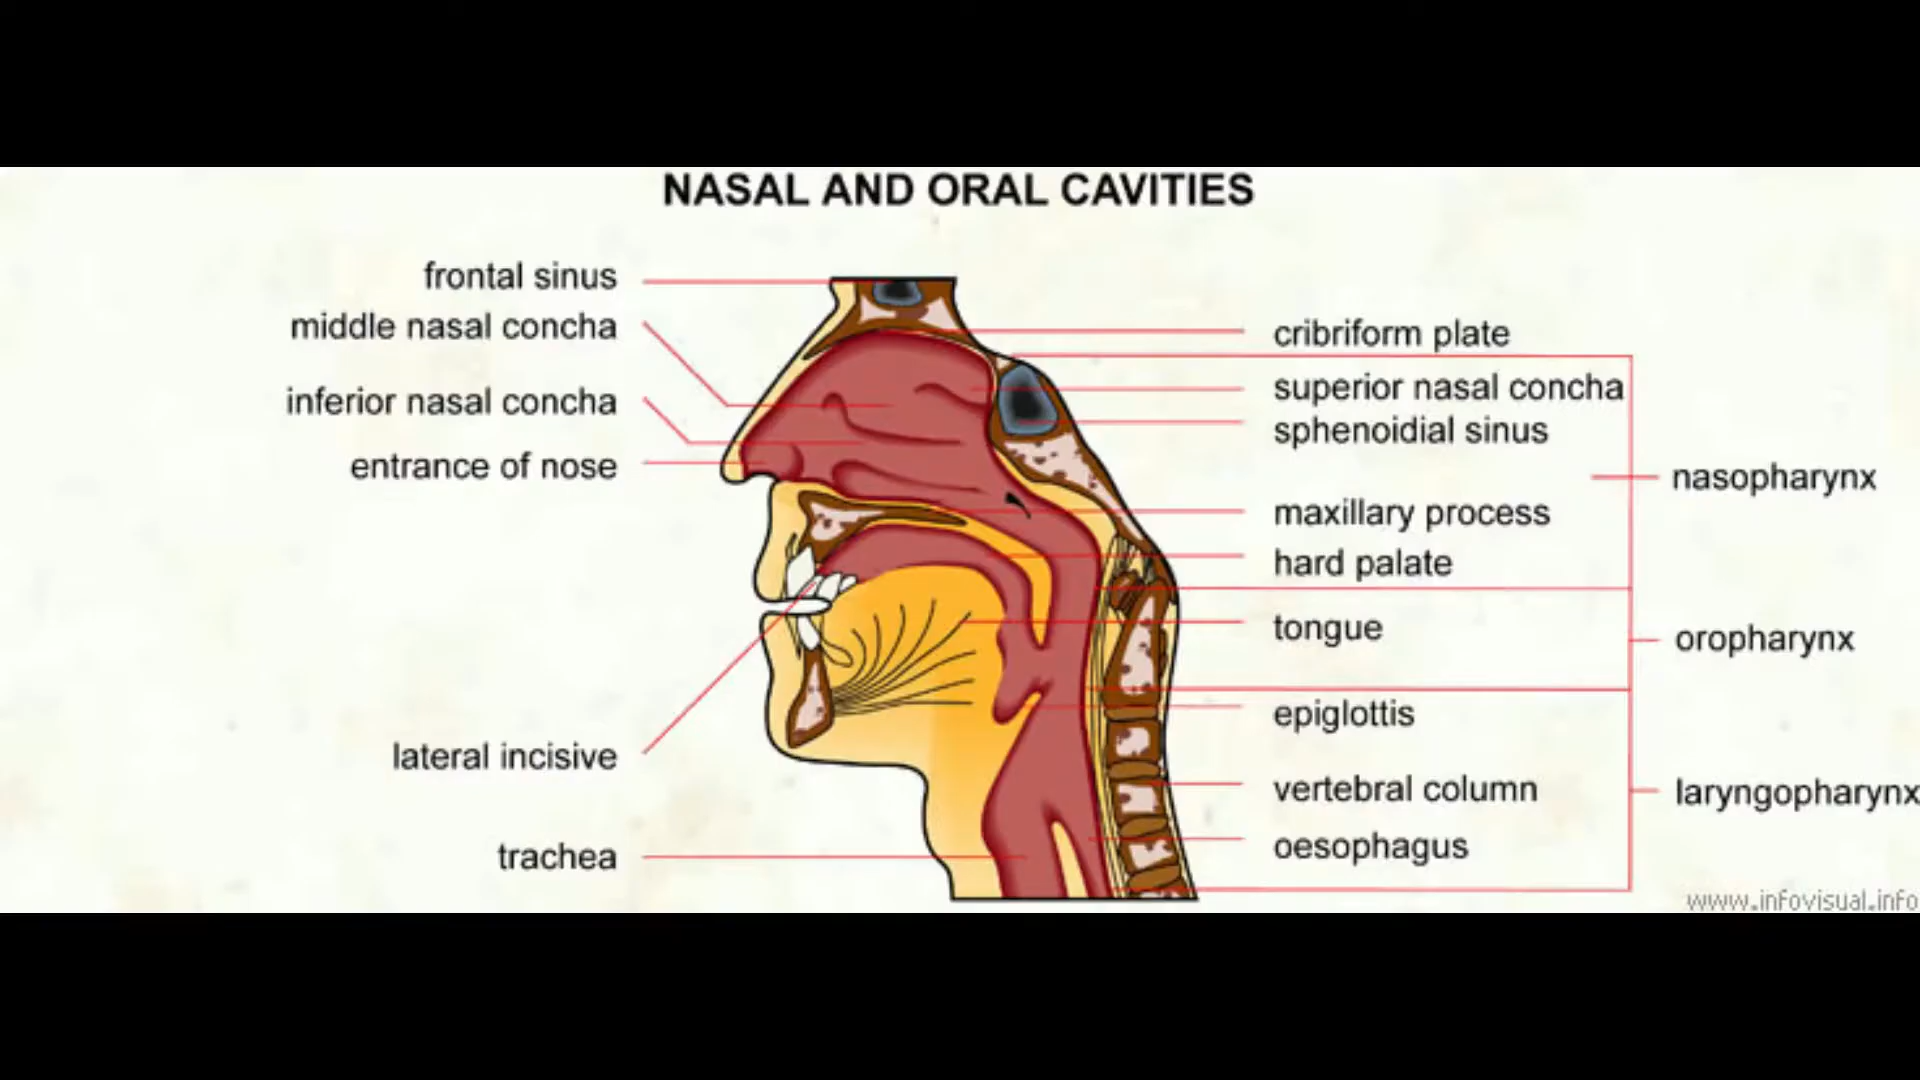 NASAL AND ORAL CAVITIES
frontal sinus
middle nasal concha
inferior nasal concha
entrance of nose
lateral incisive
trachea
cribriform plate
superior nasal concha
sphenoidial sinus
maxillary process
hard palate
tongue
epiglottis
vertebral column
oesophagus
nasopharynx
oropharynx
laryngopharynx
www.infovisual.info